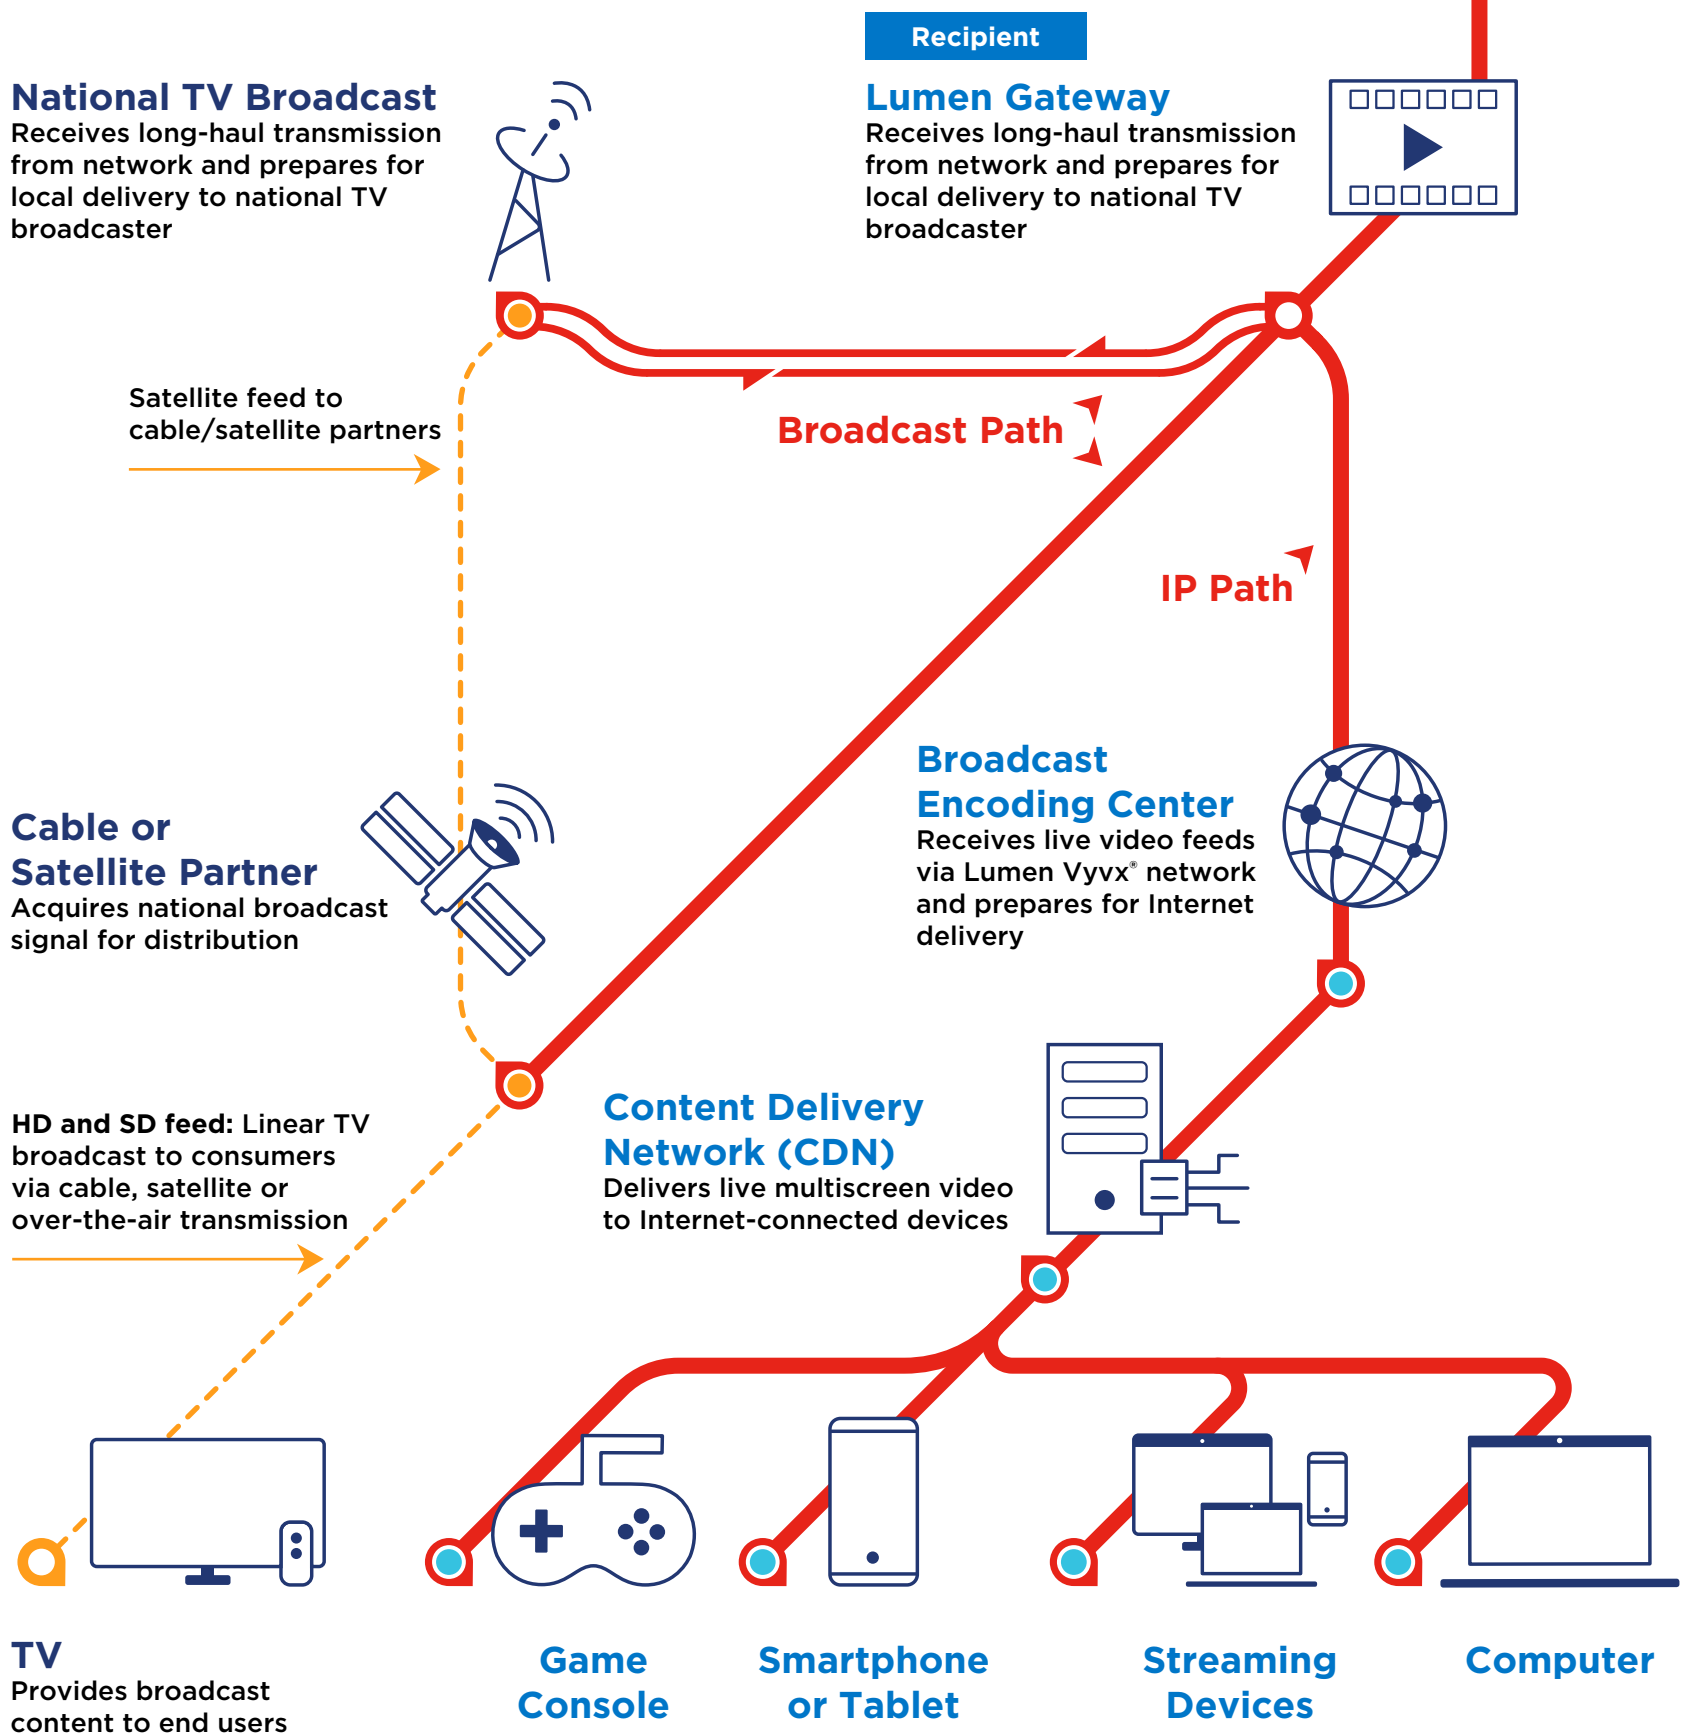 Recipient
National TV Broadcast
Receives long-haul transmission
from network and prepares for
local delivery to national TV
broadcaster
Lumen Gateway
Receives long-haul transmission
from network and prepares for
local delivery to national TV
broadcaster
Satellite feed to
cable/satellite partners
Broadcast Path
IP Path
Cable or
Satellite Partner
Acquires national broadcast
signal for distribution
Broadcast
Encoding Center
Receives live video feeds
via Lumen Vyvx® network
and prepares for Internet
delivery
HD and SD feed: Linear TV
broadcast to consumers
via cable, satellite or
over-the-air transmission
Content Delivery
Network (CDN)
Delivers live multiscreen video
to Internet-connected devices
TV
Provides broadcast
content to end users
Game
Console
Smartphone
or Tablet
Streaming
Devices
Computer